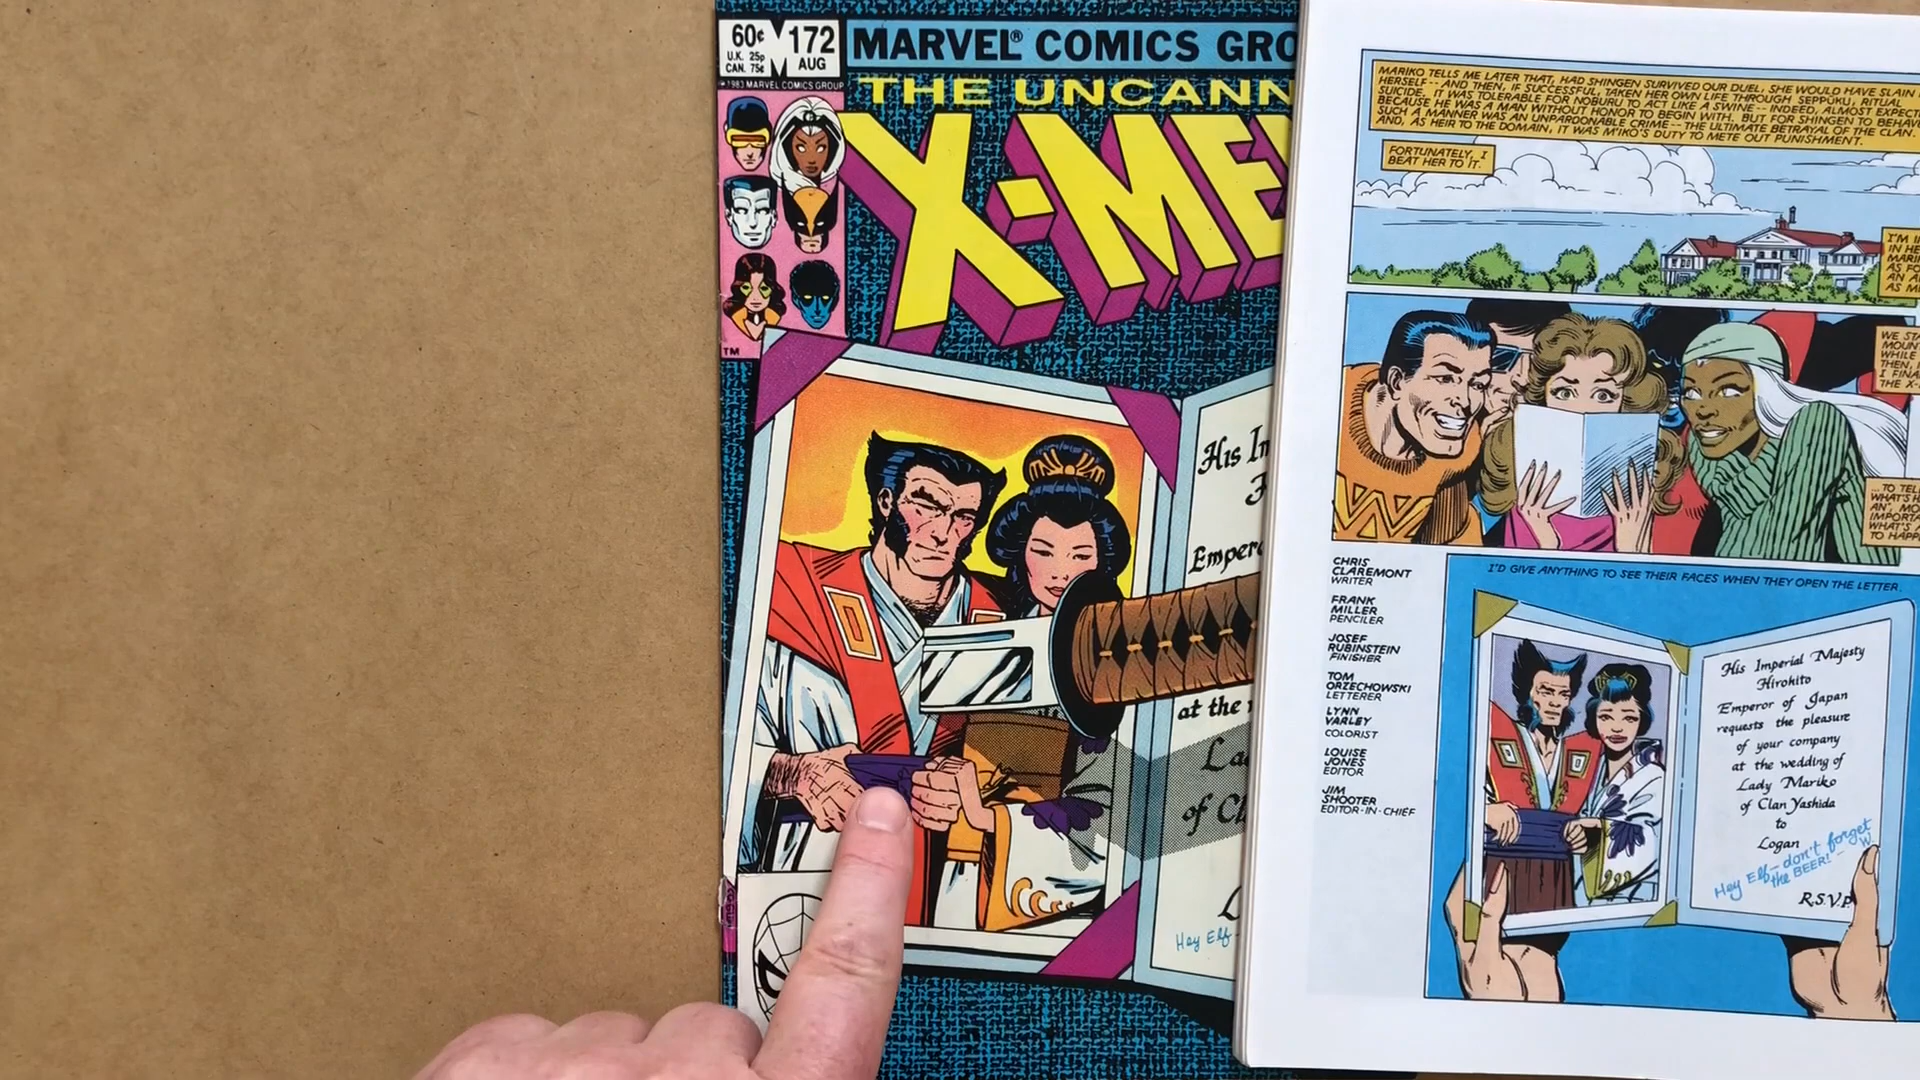 60¢
U.K. 25p
CAN. 75¢
172
AUG
© 1983 MARVEL COMICS GROUP
MARVEL® COMICS GRO
THE UNCANN
X-ME
TM
His Im
Empero
at the
La
of Cl
L
Hey Elf-
MARIKO TELLS ME LATER THAT, HAD SHINGEN SURVIVED OUR DUEL, SHE WOULD HAVE SLAIN
HERSELF -- AND THEN, IF SUCCESSFUL, TAKEN HER OWN LIFE THROUGH SEPPUKU, RITUAL
SUICIDE. IT WAS TOLERABLE FOR NOBURU TO ACT LIKE A SWINE -- INDEED, ALMOST EXPECT
BECAUSE HE WAS A MAN WITHOUT HONOR TO BEGIN WITH. BUT FOR SHINGEN TO BEHAV
SUCH A MANNER WAS AN UNPARDONABLE CRIME -- THE ULTIMATE BETRAYAL OF THE CLAN.
AND, AS HEIR TO THE DOMAIN, IT WAS M'IKO'S DUTY TO METE OUT PUNISHMENT.
FORTUNATELY, I
BEAT HER TO IT.
I'M I
IN HE
MARI
AS FO
AN A
AS M
WE STA
MOUNT
WHILE
THEN, I
I FINA
THE X-
...TO TEL
WHAT'S H
AN', MO
IMPORTA
WHAT'S A
TO HAPP
CHRIS
CLAREMONT
WRITER
FRANK
MILLER
PENCILER
JOSEF
RUBINSTEIN
FINISHER
TOM
ORZECHOWSKI
LETTERER
LYNN
VARLEY
COLORIST
LOUISE
JONES
EDITOR
JIM
SHOOTER
EDITOR-IN-CHIEF
I'D GIVE ANYTHING TO SEE THEIR FACES WHEN THEY OPEN THE LETTER.
His Imperial Majesty
Hirohito
Emperor of Japan
requests the pleasure
of your company
at the wedding of
Lady Mariko
of Clan Yashida
to
Logan
Hey Elf- don't forget
the BEER! - W
R.S.V.P.